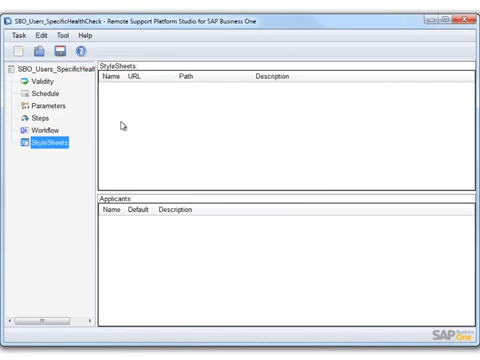 SBO_Users_SpecificHealthCheck - Remote Support Platform Studio for SAP Business One
Task Edit Tool Help
SBO_Users_SpecificHealt
Validity
Schedule
Parameters
Steps
Workflow
StyleSheets
StyleSheets:
Name URL Path Description
Applicants:
Name Default Description
SAP Business One